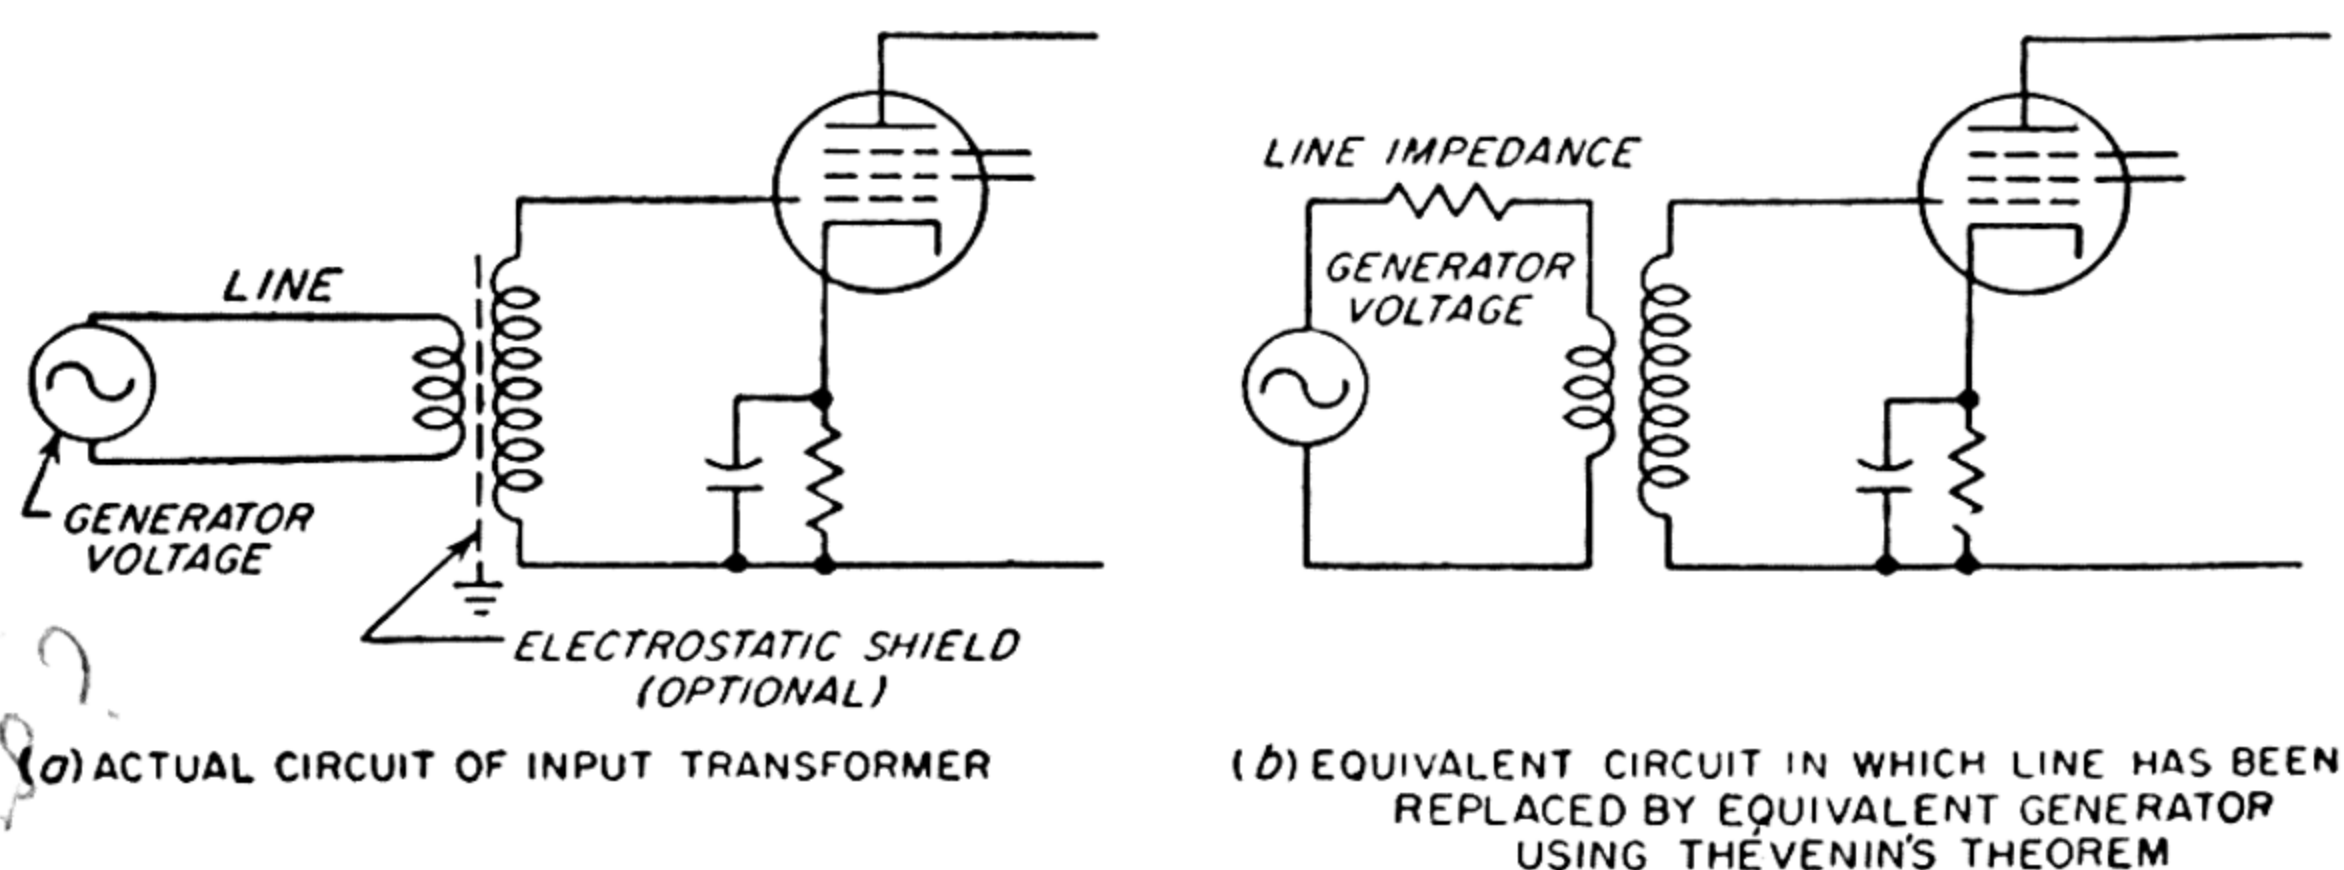 LINE
GENERATOR
VOLTAGE
ELECTROSTATIC SHIELD
(OPTIONAL)
(a) ACTUAL CIRCUIT OF INPUT TRANSFORMER
LINE IMPEDANCE
GENERATOR
VOLTAGE
(b) EQUIVALENT CIRCUIT IN WHICH LINE HAS BEEN
REPLACED BY EQUIVALENT GENERATOR
USING THÉVENIN'S THEOREM